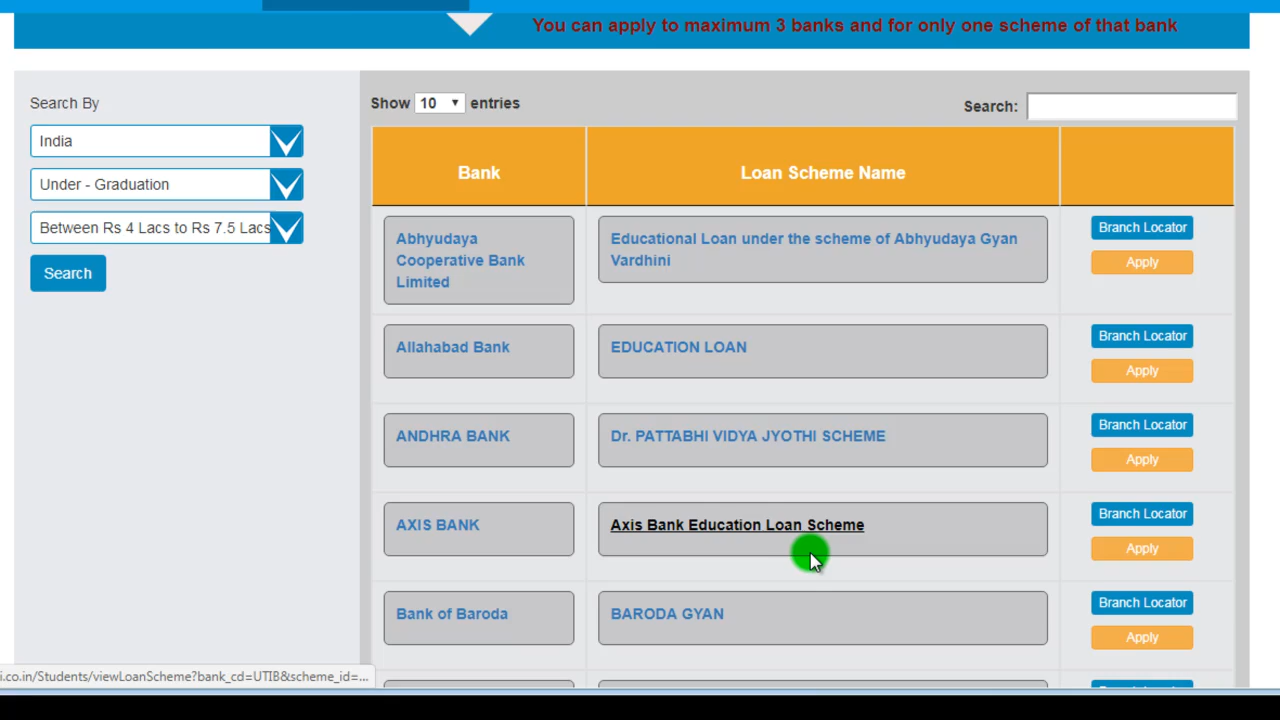 You can apply to maximum 3 banks and for only one scheme of that bank
Search By
India
Under - Graduation
Between Rs 4 Lacs to Rs 7.5 Lacs
Search
Show 10 entries
Search:
Bank
Loan Scheme Name
Abhyudaya
Cooperative Bank
Limited
Educational Loan under the scheme of Abhyudaya Gyan
Vardhini
Branch Locator
Apply
Allahabad Bank
EDUCATION LOAN
Branch Locator
Apply
ANDHRA BANK
Dr. PATTABHI VIDYA JYOTHI SCHEME
Branch Locator
Apply
AXIS BANK
Axis Bank Education Loan Scheme
Branch Locator
Apply
Bank of Baroda
BARODA GYAN
Branch Locator
Apply
i.co.in/Students/viewLoanScheme?bank_cd=UTIB&scheme_id=...